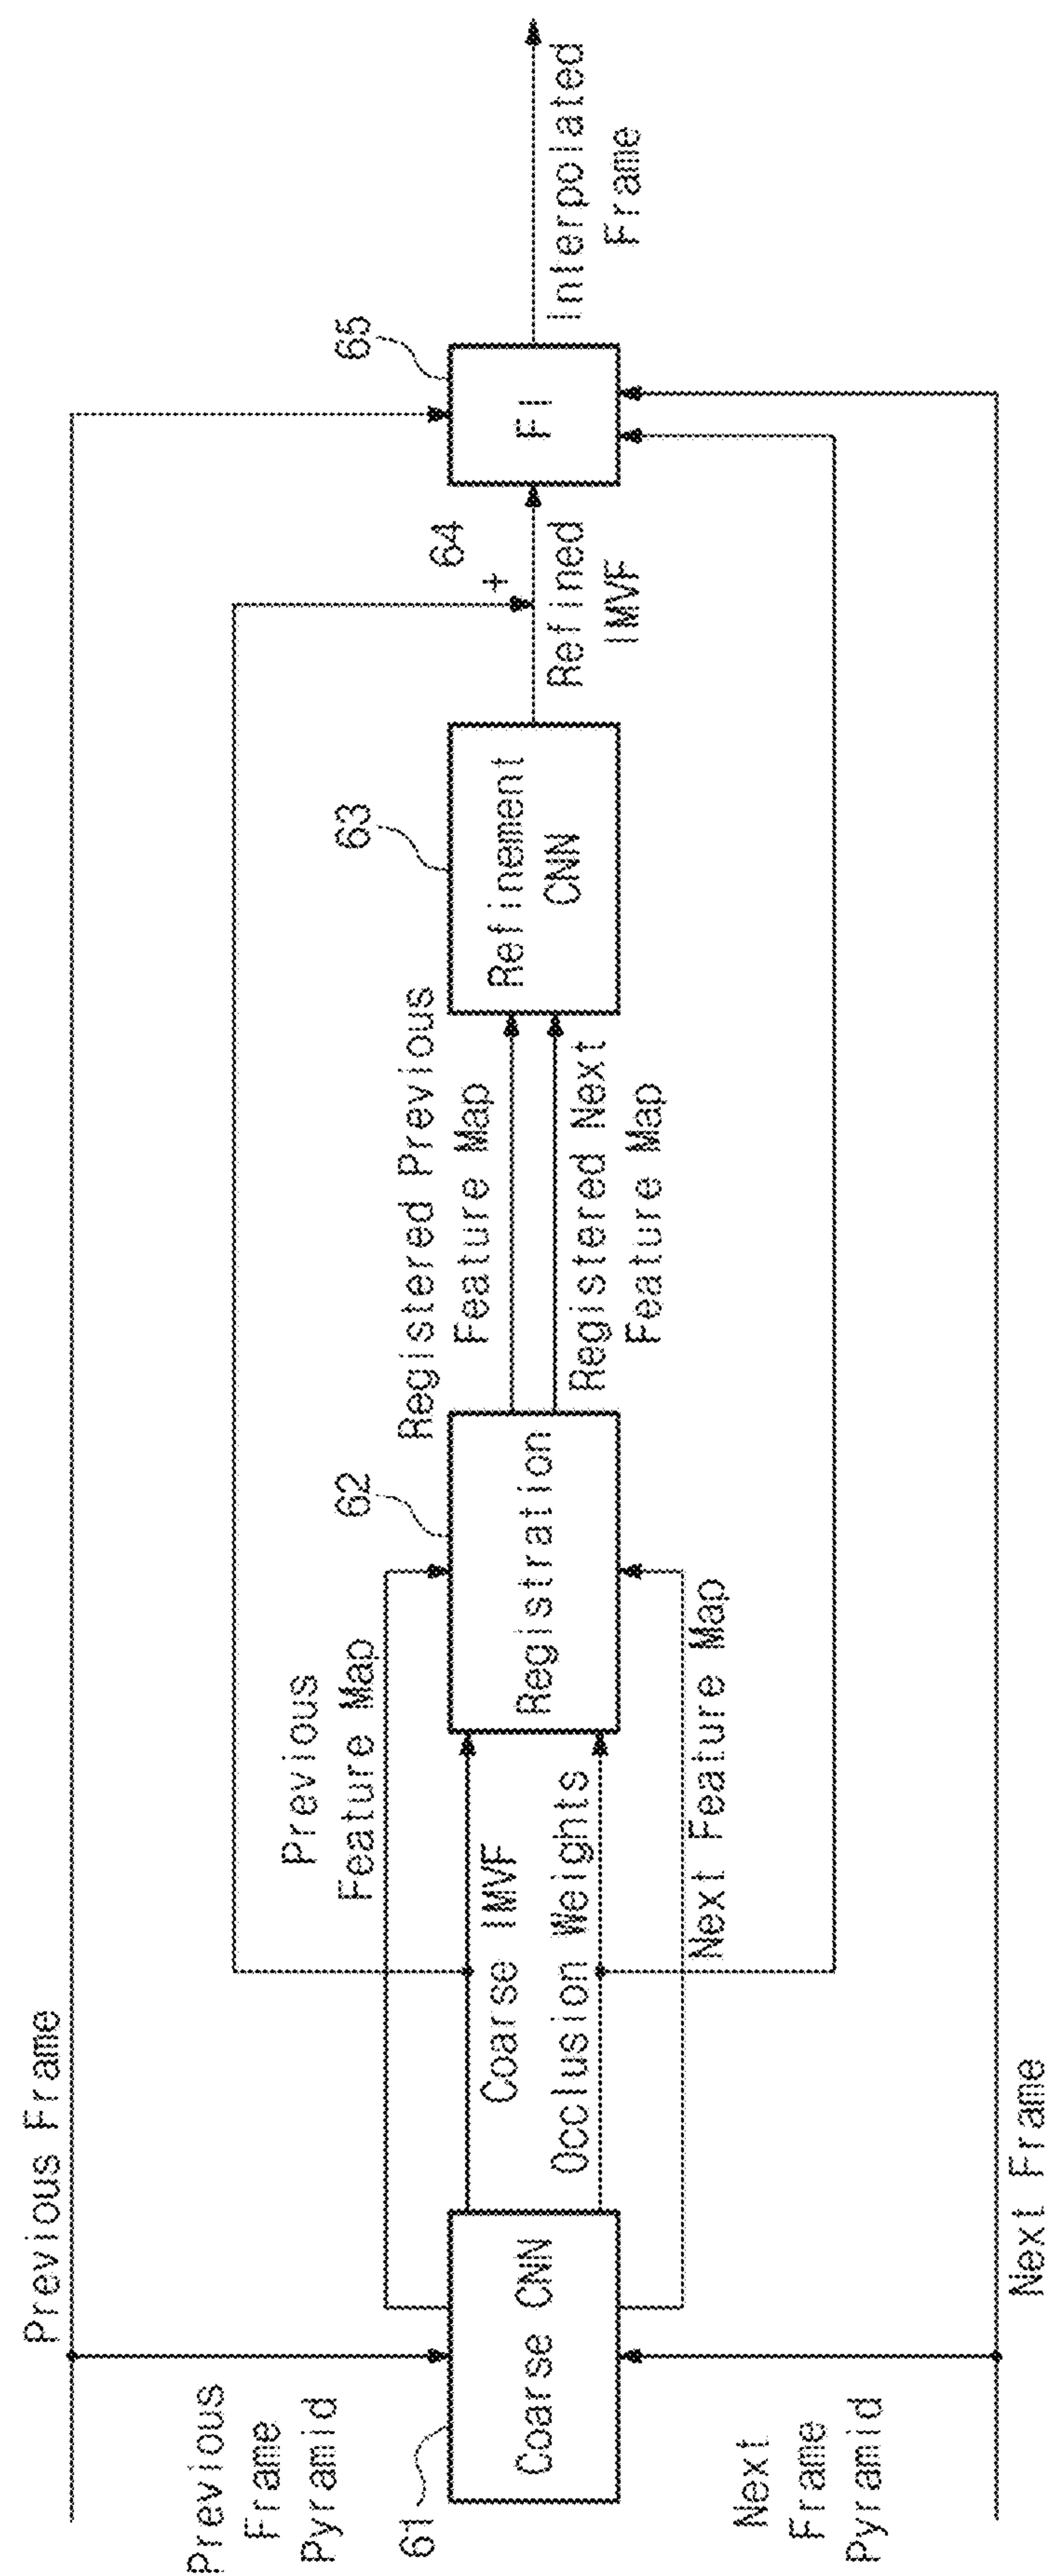 Previous Frame
Previous
Frame
Pyramid
61
Coarse CNN
Next
Frame
Pyramid
Next Frame
Previous
Feature Map
Coarse IMVF
Occlusion Weights
Next Feature Map
62
Registration
Registered Previous
Feature Map
Registered Next
Feature Map
63
Refinement
CNN
64
+
Refined
IMVF
65
FI
Interpolated
Frame